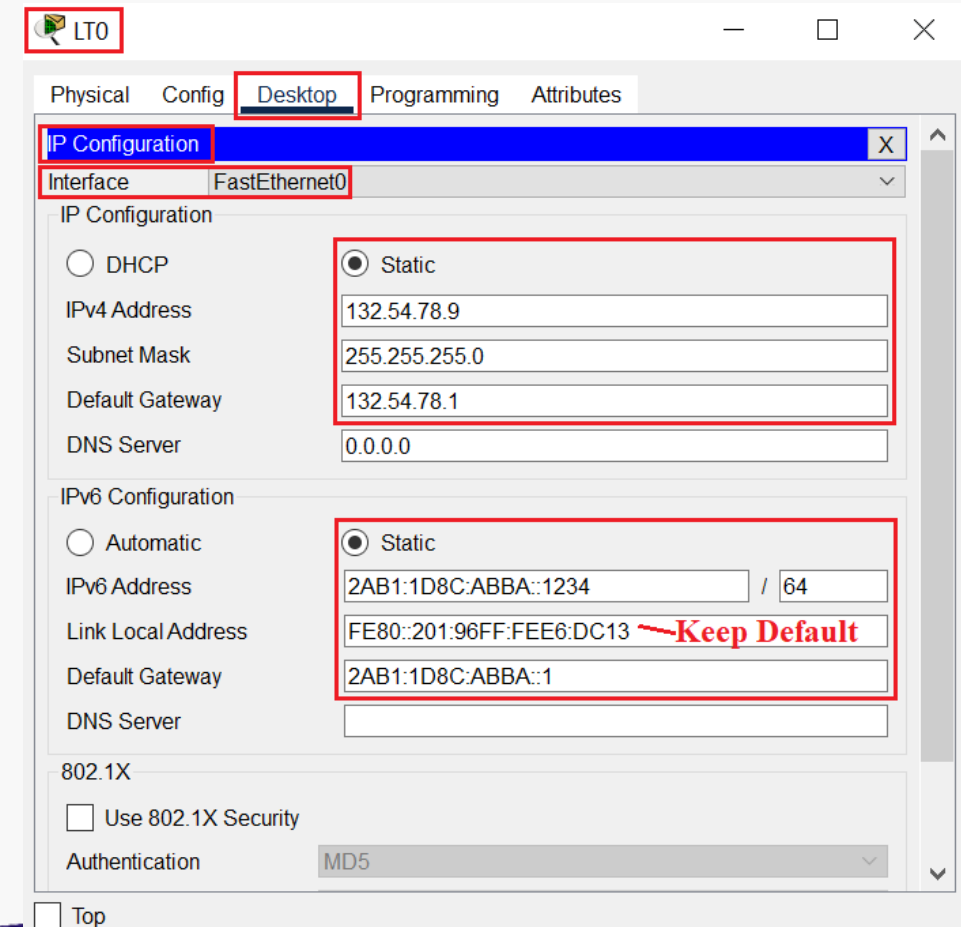 LT0
Physical Config Desktop Programming Attributes
IP Configuration X
Interface FastEthernet0
IP Configuration
DHCP Static
IPv4 Address 132.54.78.9
Subnet Mask 255.255.255.0
Default Gateway 132.54.78.1
DNS Server 0.0.0.0
IPv6 Configuration
Automatic Static
IPv6 Address 2AB1:1D8C:ABBA::1234 / 64
Link Local Address FE80::201:96FF:FEE6:DC13 Keep Default
Default Gateway 2AB1:1D8C:ABBA::1
DNS Server
802.1X
Use 802.1X Security
Authentication MD5
Top